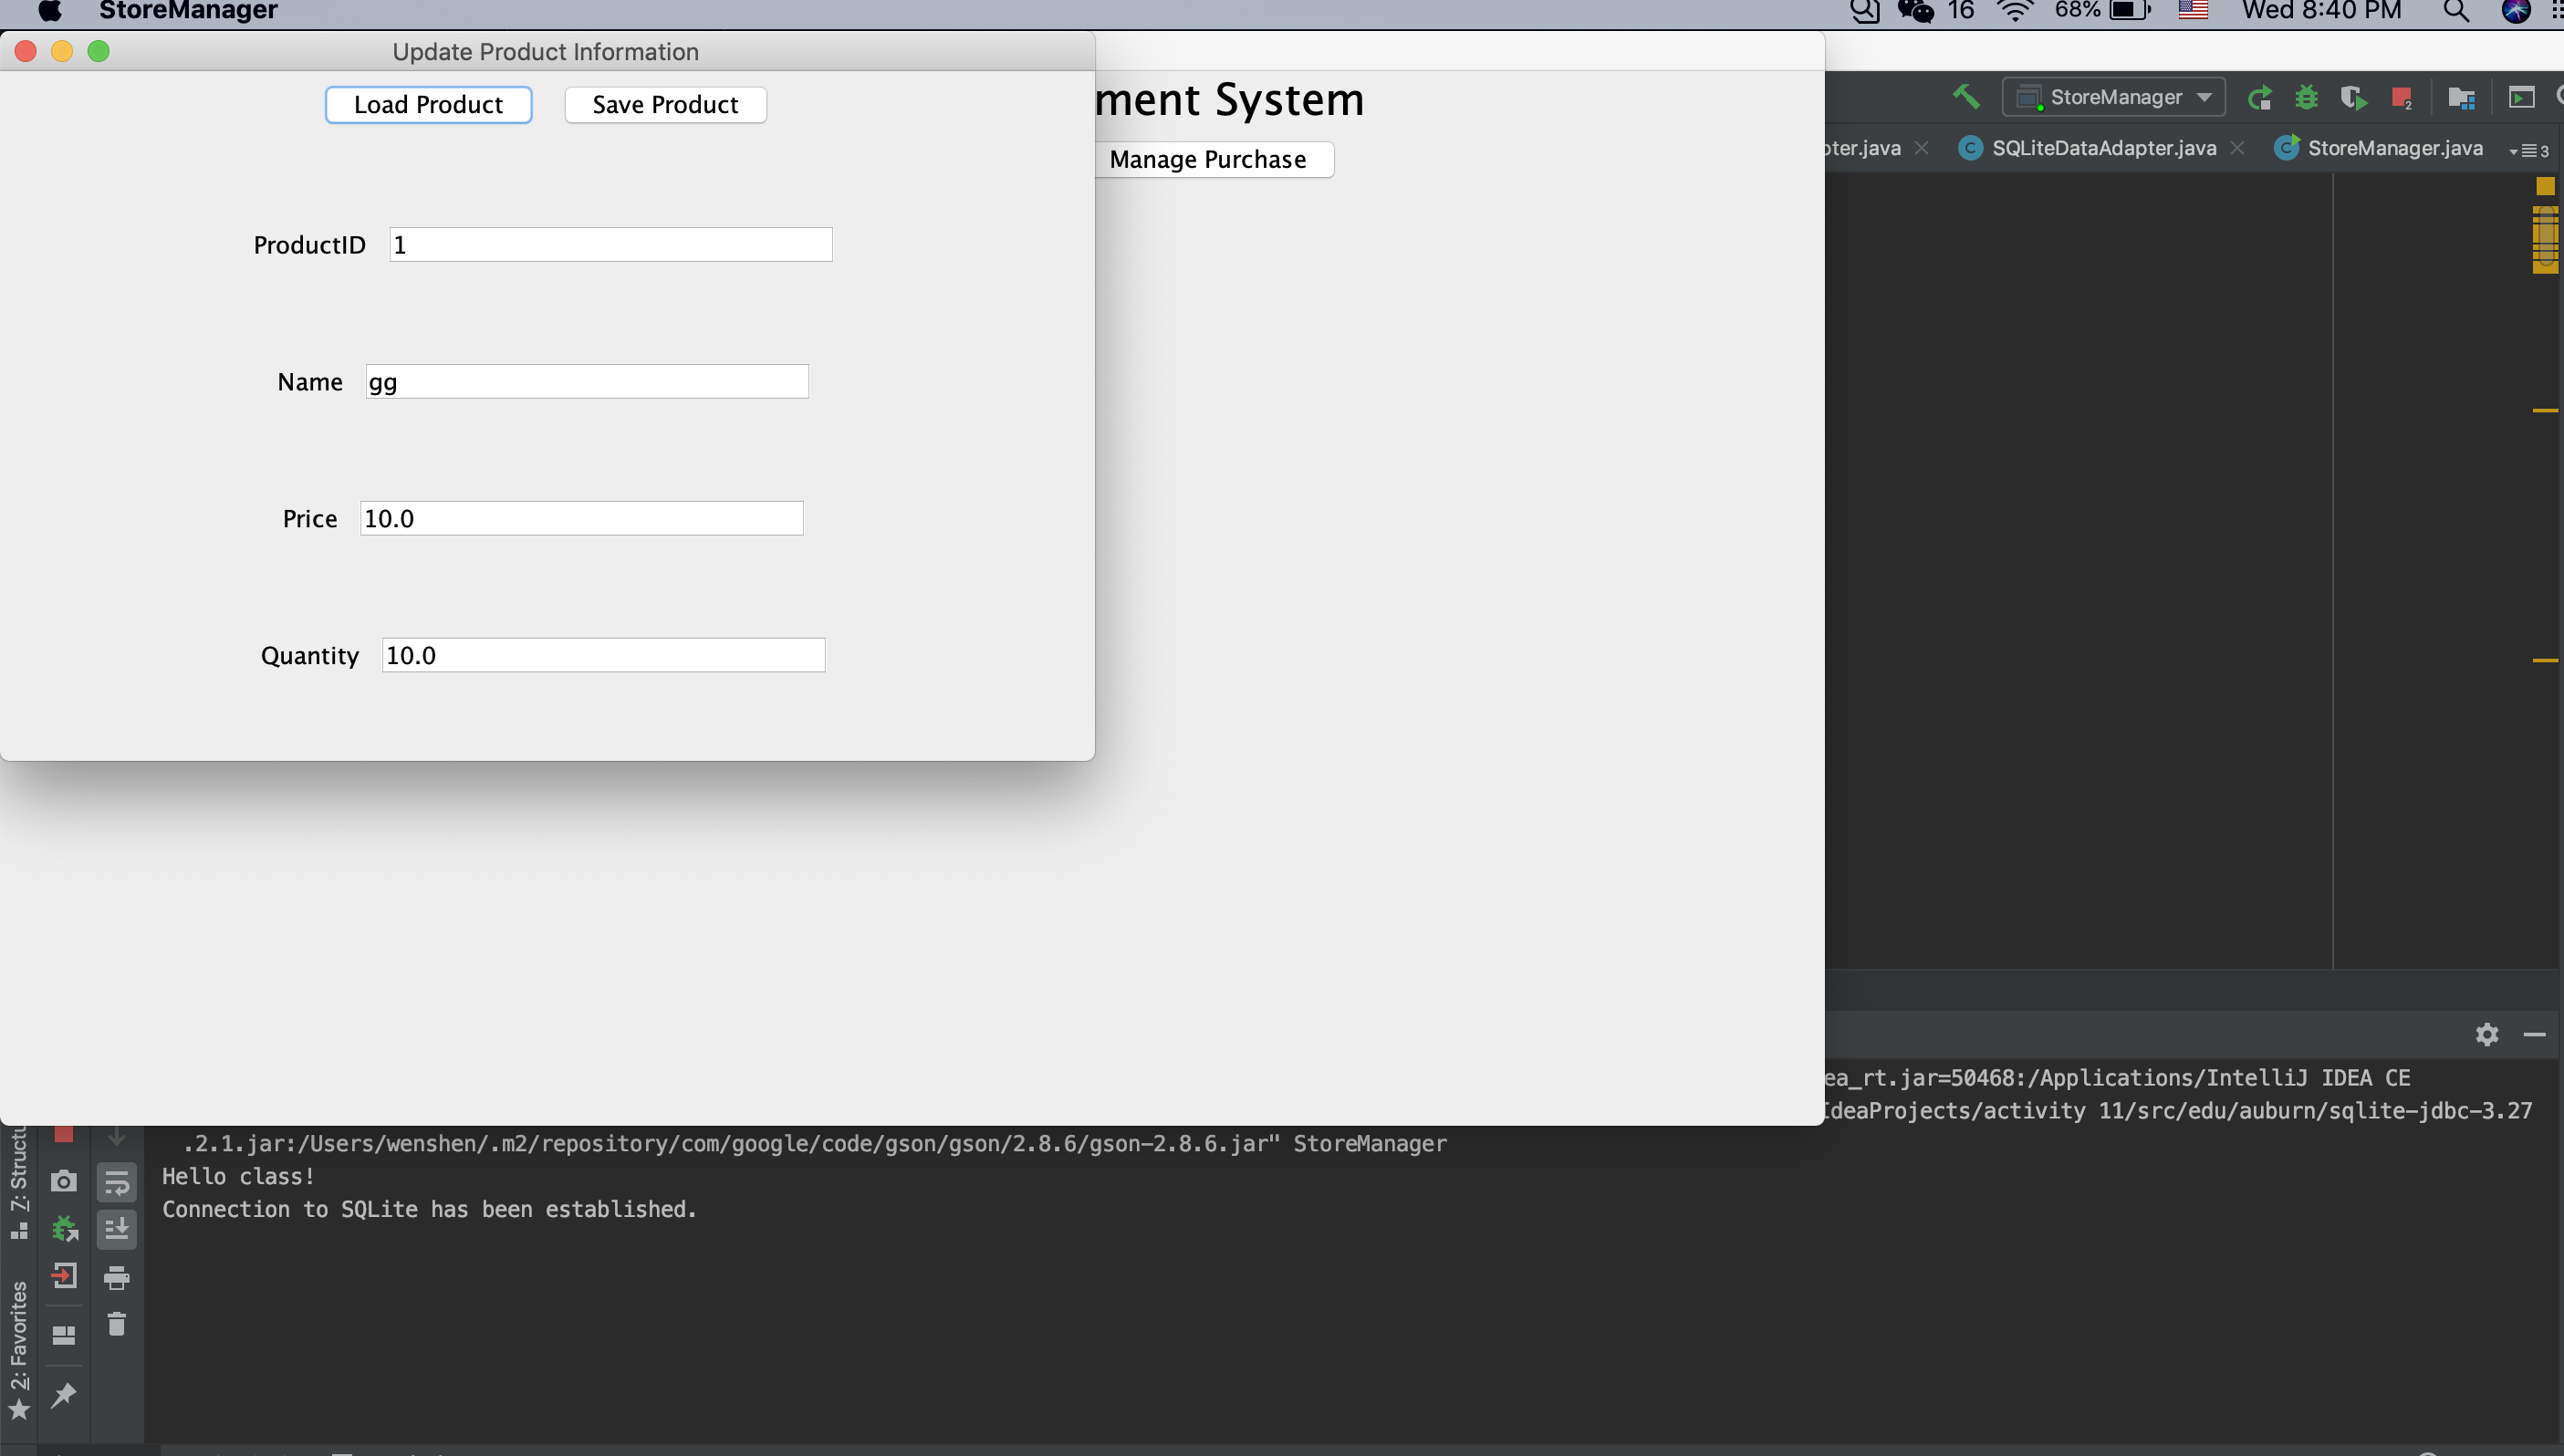 StoreManager
16
68%
Wed 8:40 PM
Update Product Information
Load Product
Save Product
ment System
Manage Purchase
StoreManager
2
pter.java
SQLiteDataAdapter.java
StoreManager.java
3
ProductID
1
Name
gg
Price
10.0
Quantity
10.0
ea_rt.jar=50468:/Applications/IntelliJ IDEA CE
IdeaProjects/activity 11/src/edu/auburn/sqlite-jdbc-3.27
.2.1.jar:/Users/wenshen/.m2/repository/com/google/code/gson/gson/2.8.6/gson-2.8.6.jar" StoreManager
Hello class!
Connection to SQLite has been established.
Z: Structu
2: Favorites